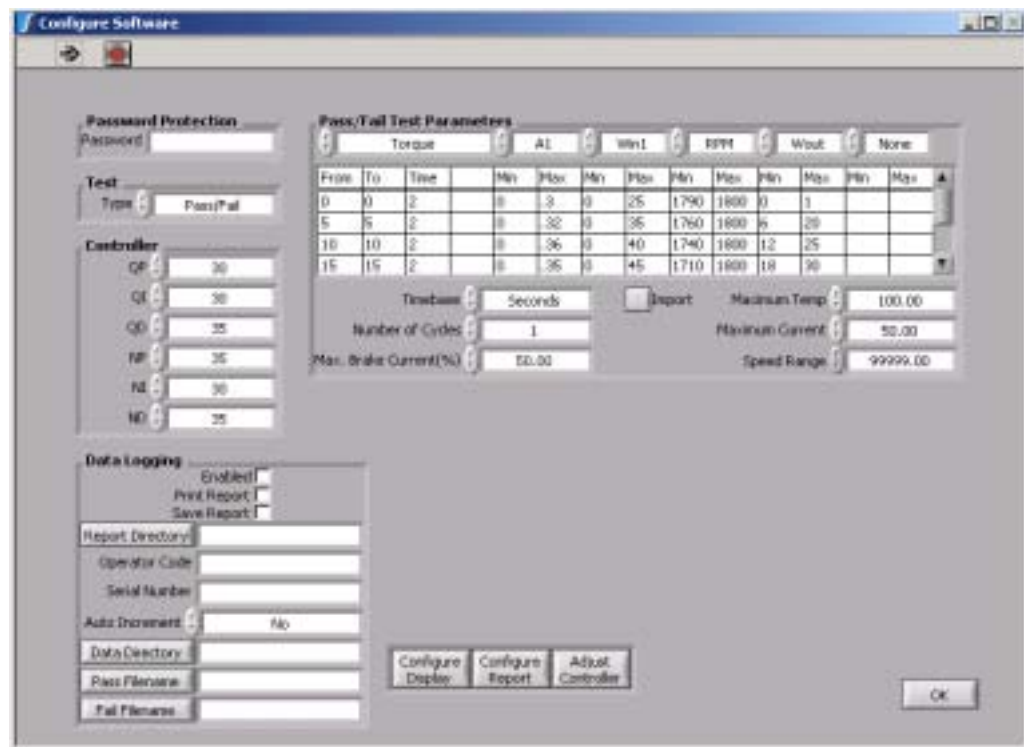 Configure Software
Password Protection
Password
Test
Type Pass/Fail
Controller
QP 30
QI 30
QD 35
NP 35
NI 30
ND 35
Pass/Fail Test Parameters
Torque A1 Win1 RPM Wout None
From To Time Min Max Min Max Min Max Min Max Min Max
0 0 2 0 .3 0 25 1790 1800 0 1
5 5 2 0 .32 0 35 1760 1800 6 20
10 10 2 0 .36 0 40 1740 1800 12 25
15 15 2 0 .35 0 45 1710 1800 18 30
Timebase Seconds Import Maximum Temp 100.00
Number of Cycles 1 Maximum Current 50.00
Max. Brake Current(%) 50.00 Speed Range 99999.00
Data Logging
Enabled
Print Report
Save Report
Report Directory
Operator Code
Serial Number
Auto Increment No
Data Directory
Pass Filename
Fail Filename
Configure Display
Configure Report
Adjust Controller
OK